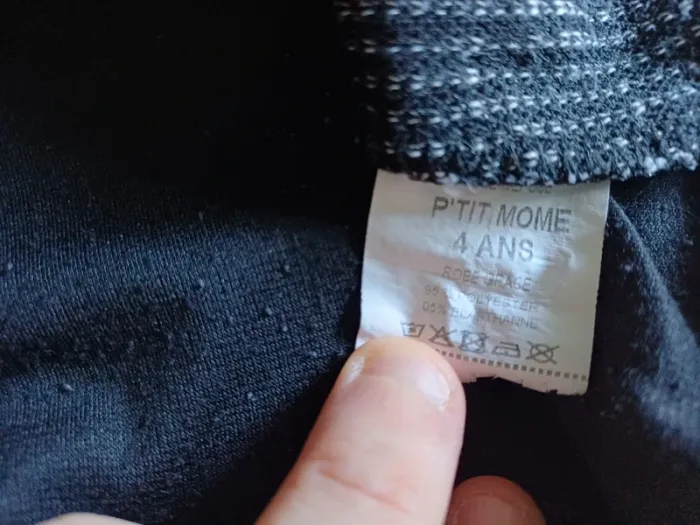 P'TIT MOME
4 ANS
ROBE GRACE
95% POLYESTER
05% ELASTHANNE